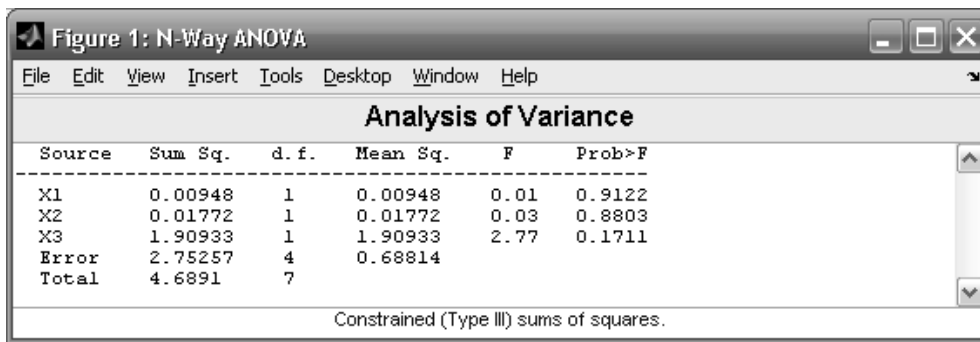 Figure 1: N-Way ANOVA
File Edit View Insert Tools Desktop Window Help
Analysis of Variance
Source Sum Sq. d.f. Mean Sq. F Prob>F
X1 0.00948 1 0.00948 0.01 0.9122
X2 0.01772 1 0.01772 0.03 0.8803
X3 1.90933 1 1.90933 2.77 0.1711
Error 2.75257 4 0.68814
Total 4.6891 7
Constrained (Type III) sums of squares.